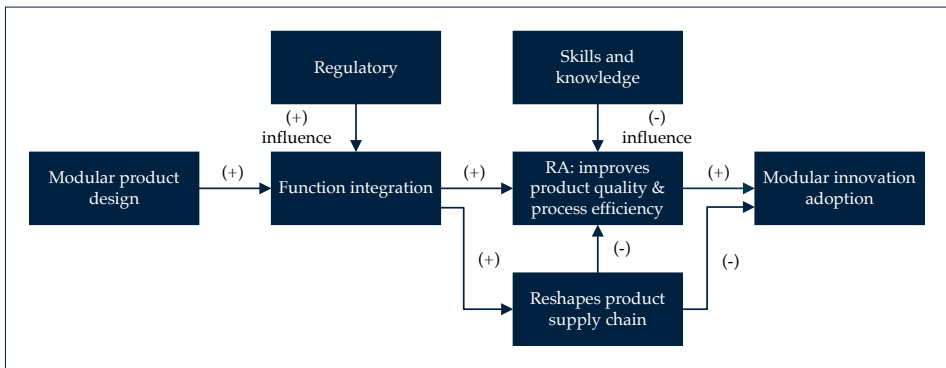 Regulatory
Skills and
knowledge
(+)
influence
(-)
influence
Modular product
design
(+)
Function integration
(+)
RA: improves
product quality &
process efficiency
(+)
Modular innovation
adoption
(+)
(-)
(-)
Reshapes product
supply chain